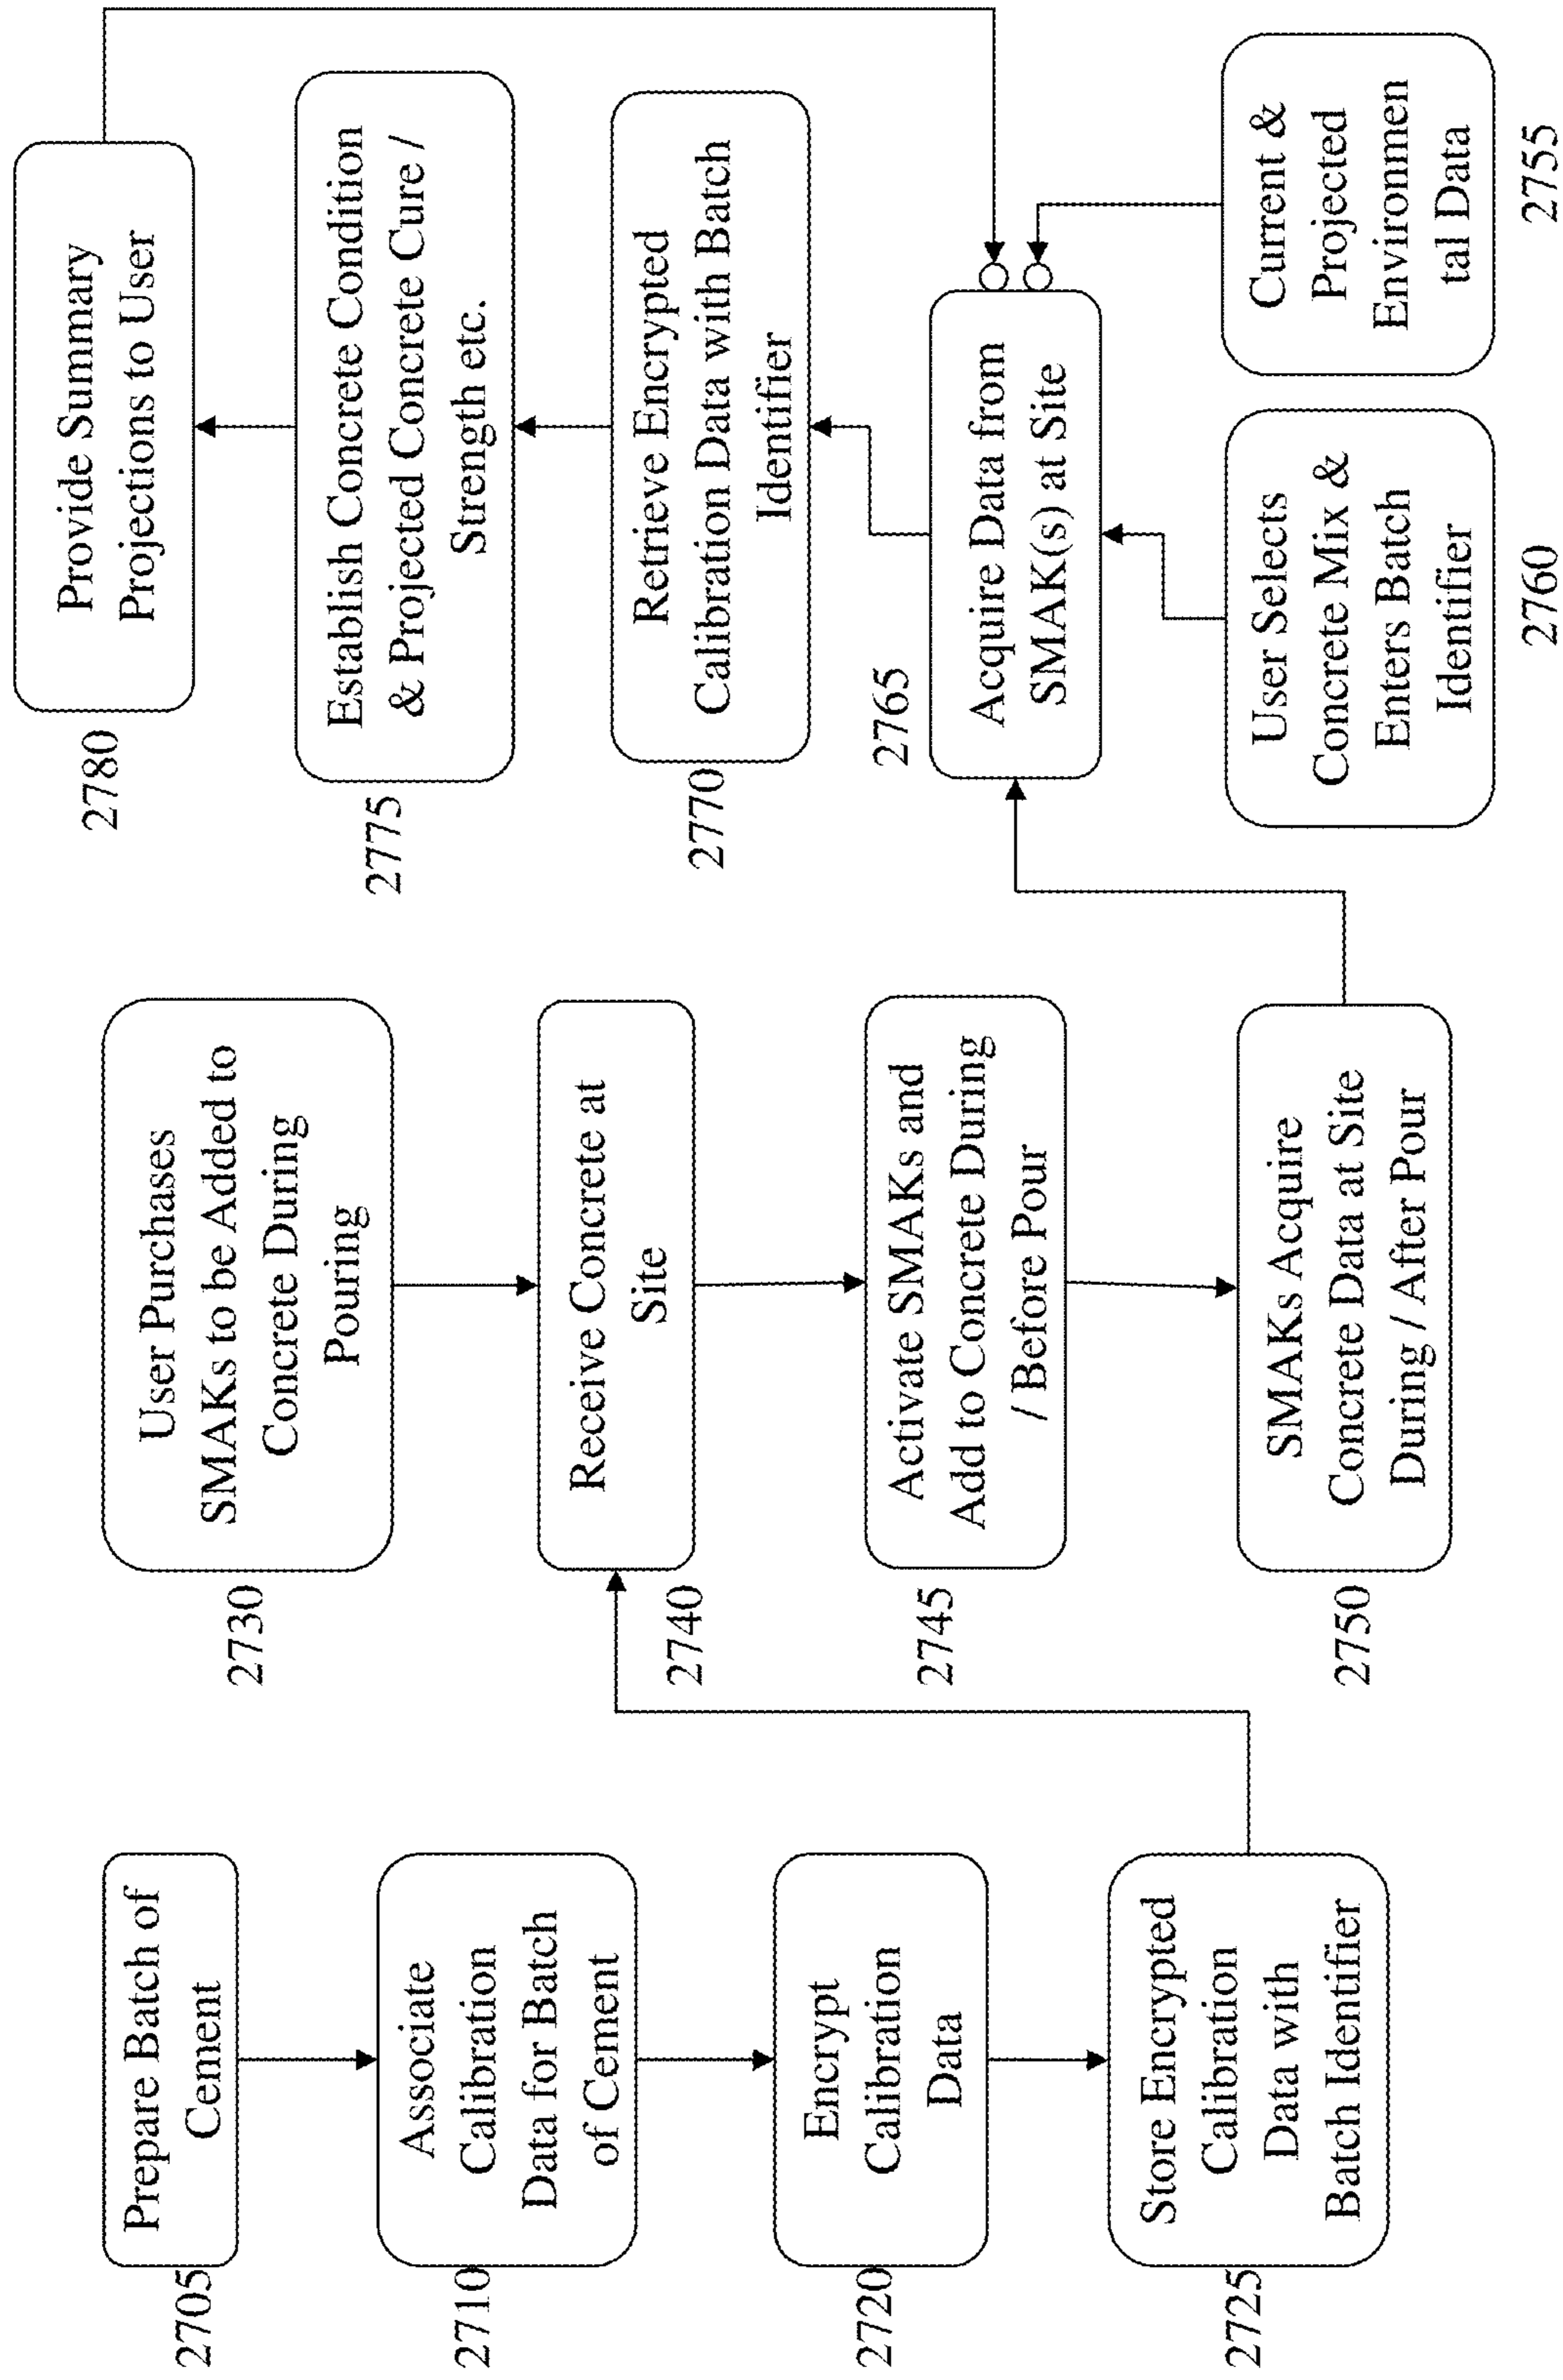 2705
Prepare Batch of
Cement
2710
Associate
Calibration
Data for Batch
of Cement
2720
Encrypt
Calibration
Data
2725
Store Encrypted
Calibration
Data with
Batch Identifier
2730
User Purchases
SMAKs to be Added to
Concrete During
Pouring
2740
Receive Concrete at
Site
2745
Activate SMAKs and
Add to Concrete During
/ Before Pour
2750
SMAKs Acquire
Concrete Data at Site
During / After Pour
2780
Provide Summary
Projections to User
2775
Establish Concrete Condition
& Projected Concrete Cure /
Strength etc.
2770
Retrieve Encrypted
Calibration Data with Batch
Identifier
2765
Acquire Data from
SMAK(s) at Site
User Selects
Concrete Mix &
Enters Batch
Identifier
2760
Current &
Projected
Environmen
tal Data
2755